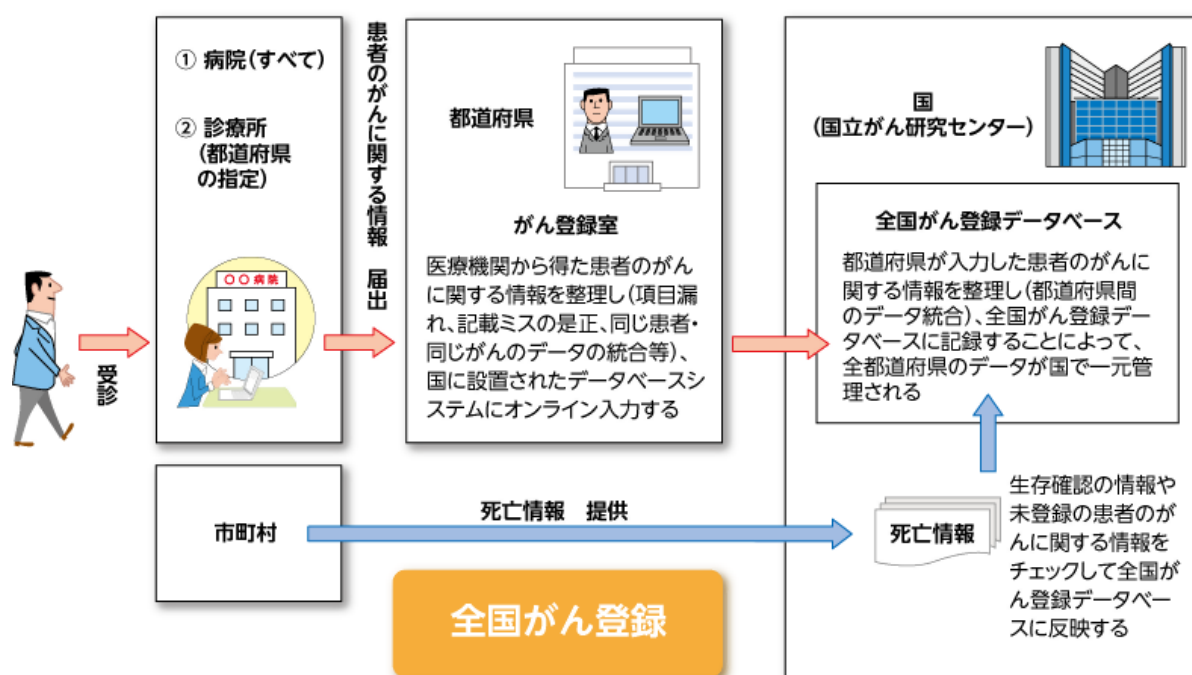 ① 病院(すべて)
② 診療所
(都道府県
の指定)
〇〇病院
受診
患者のがんに関する情報 届出
都道府県
がん登録室
医療機関から得た患者のがん
に関する情報を整理し(項目漏
れ、記載ミスの是正、同じ患者・
同じがんのデータの統合等)、
国に設置されたデータベースシ
ステムにオンライン入力する
国
(国立がん研究センター)
全国がん登録データベース
都道府県が入力した患者のがんに
関する情報を整理し(都道府県間
のデータ統合)、全国がん登録デー
タベースに記録することによって、
全都道府県のデータが国で一元管
理される
市町村
死亡情報 提供
死亡情報
生存確認の情報や
未登録の患者のが
んに関する情報を
チェックして全国が
ん登録データベー
スに反映する
全国がん登録